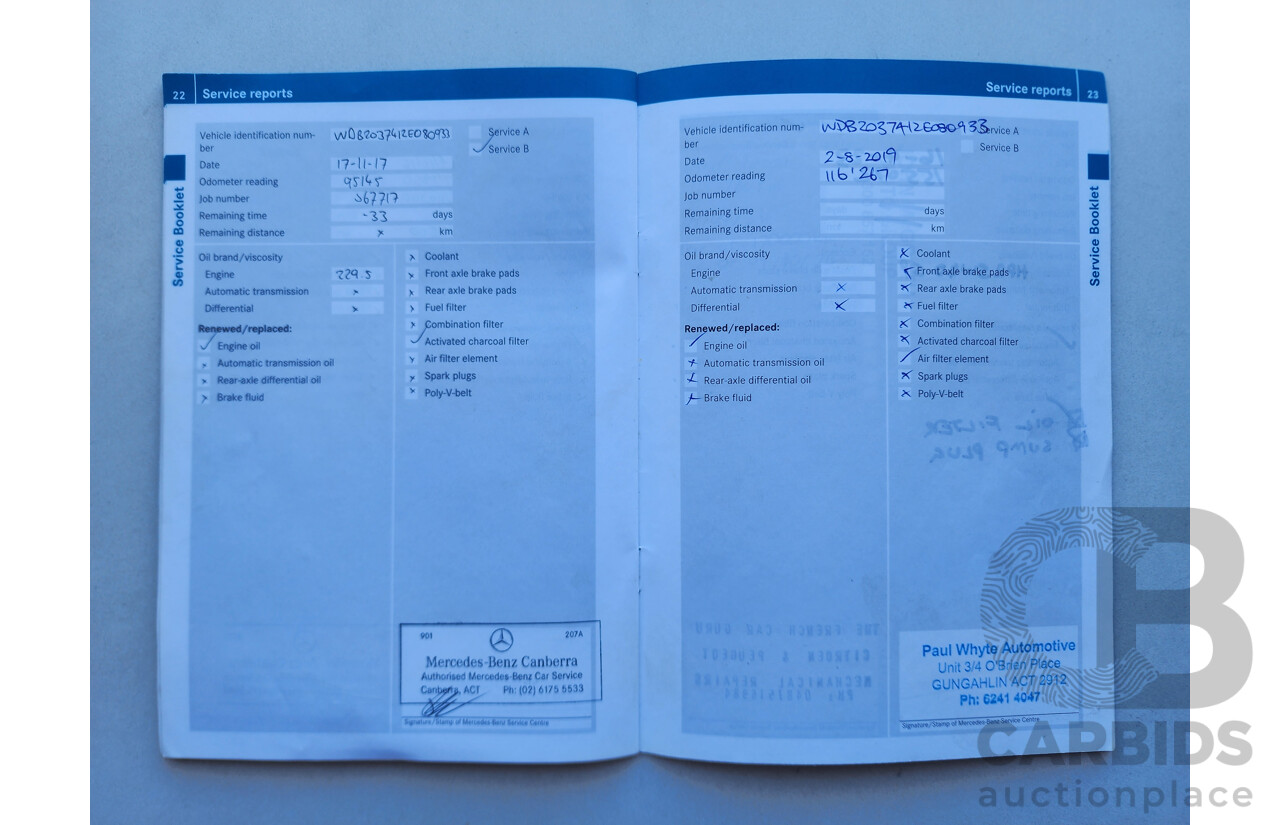 22 Service reports
Vehicle identification num-
ber
WDB2037412E080933
Service A
Service B
Date 17-11-17
Odometer reading 95145
Job number 367717
Remaining time -33 days
Remaining distance x km
Oil brand/viscosity
Engine 229.5
Automatic transmission x
Differential x
Renewed/replaced:
Engine oil
Automatic transmission oil
Rear-axle differential oil
Brake fluid
Coolant
Front axle brake pads
Rear axle brake pads
Fuel filter
Combination filter
Activated charcoal filter
Air filter element
Spark plugs
Poly-V-belt
901 207A
Mercedes-Benz Canberra
Authorised Mercedes-Benz Car Service
Canberra, ACT Ph: (02) 6175 5533
Signature/Stamp of Mercedes-Benz Service Centre
Service Booklet
Service reports 23
Vehicle identification num-
ber
WDB2037412E080933
Service A
Service B
Date 2-8-2019
Odometer reading 116'267
Job number
Remaining time days
Remaining distance km
Oil brand/viscosity
Engine
Automatic transmission x
Differential x
Renewed/replaced:
Engine oil
Automatic transmission oil
Rear-axle differential oil
Brake fluid
Coolant
Front axle brake pads
Rear axle brake pads
Fuel filter
Combination filter
Activated charcoal filter
Air filter element
Spark plugs
Poly-V-belt
Paul Whyte Automotive
Unit 3/4 O'Brien Place
GUNGAHLIN ACT 2912
Ph: 6241 4047
Signature/Stamp of Mercedes-Benz Service Centre
Service Booklet
CB
CARBIDS
auctionplace